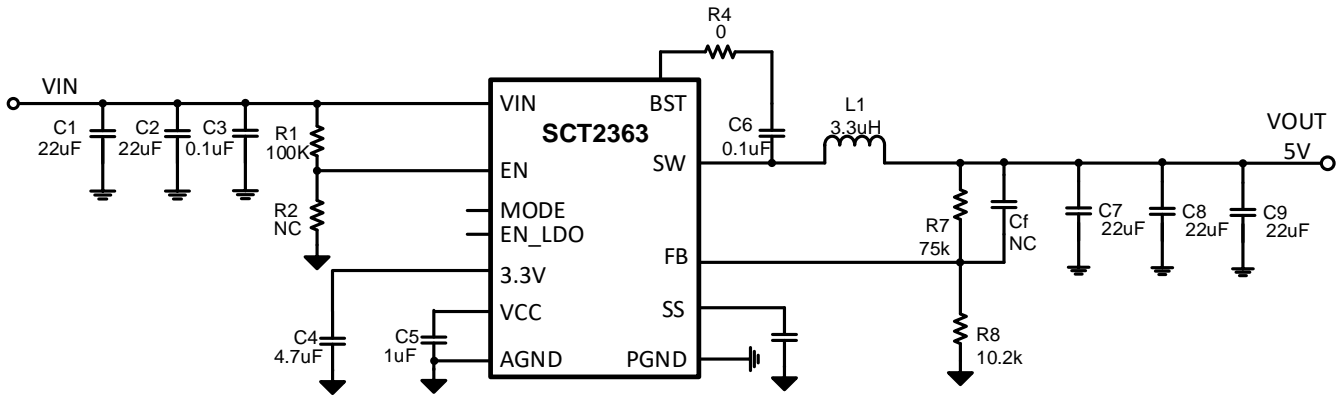 R4
0
VIN
C1
22uF
C2
22uF
C3
0.1uF
R1
100K
R2
NC
VIN
BST
SCT2363
SW
EN
MODE
EN_LDO
3.3V
FB
VCC
SS
AGND
PGND
C4
4.7uF
C5
1uF
C6
0.1uF
L1
3.3uH
VOUT
5V
R7
75k
Cf
NC
C7
22uF
C8
22uF
C9
22uF
R8
10.2k